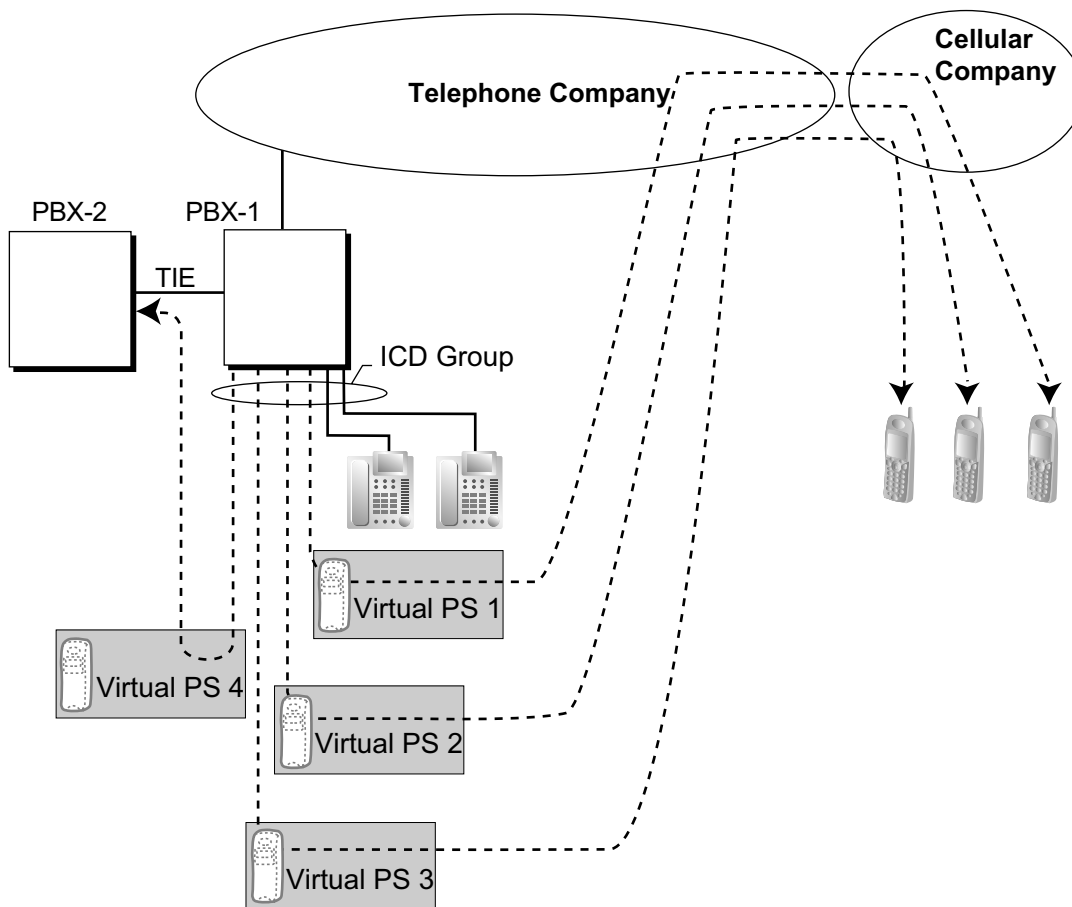 Cellular
Company
Telephone Company
PBX-2
PBX-1
TIE
ICD Group
Virtual PS 1
Virtual PS 4
Virtual PS 2
Virtual PS 3